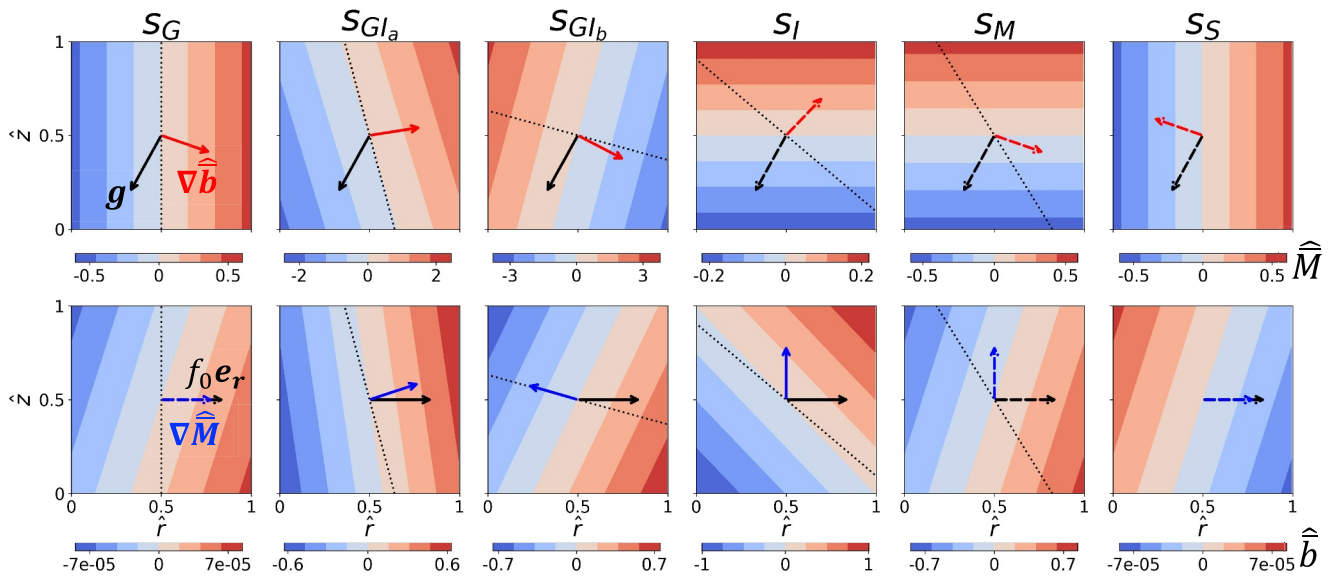 S_G S_{GI_a} S_{GI_b} S_I S_M S_S
1
ẑ 0.5
0
g ∇b̂̄
-0.5 0 0.5 -2 0 2 -3 0 3 -0.2 0 0.2 -0.5 0 0.5 -0.5 0 0.5 M̂̄
1
ẑ 0.5
0
f₀e_r
∇M̂̄
0 0.5 1 0 0.5 1 0 0.5 1 0 0.5 1 0 0.5 1 0 0.5 1
r̂ r̂ r̂ r̂ r̂ r̂
-7e-05 0 7e-05 -0.6 0 0.6 -0.7 0 0.7 -1 0 1 -0.7 0 0.7 -7e-05 0 7e-05 b̂̄